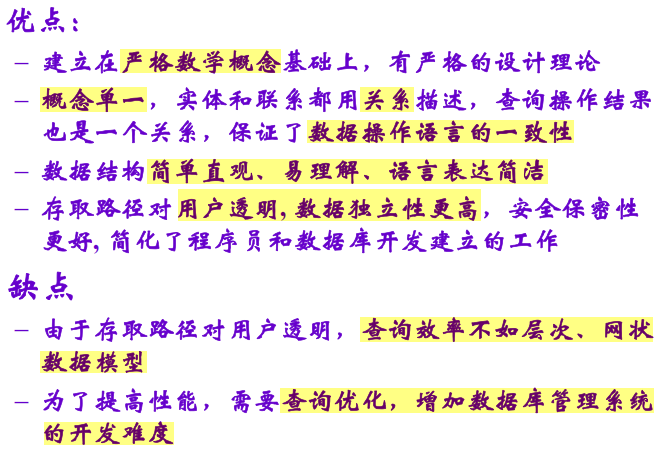 优点：
– 建立在严格数学概念基础上，有严格的设计理论
– 概念单一，实体和联系都用关系描述，查询操作结果
也是一个关系，保证了数据操作语言的一致性
– 数据结构简单直观、易理解、语言表达简洁
– 存取路径对用户透明,数据独立性更高，安全保密性
更好,简化了程序员和数据库开发建立的工作
缺点
– 由于存取路径对用户透明，查询效率不如层次、网状
数据模型
– 为了提高性能，需要查询优化，增加数据库管理系统
的开发难度